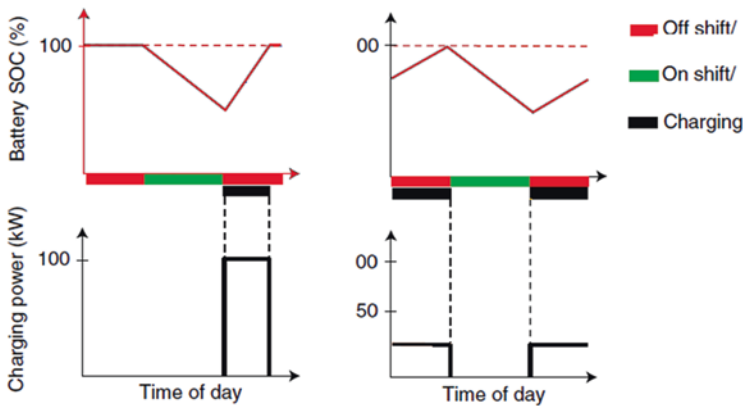 Battery SOC (%)
100
00
Off shift/
On shift/
Charging
Charging power (kW)
100
00
50
Time of day
Time of day